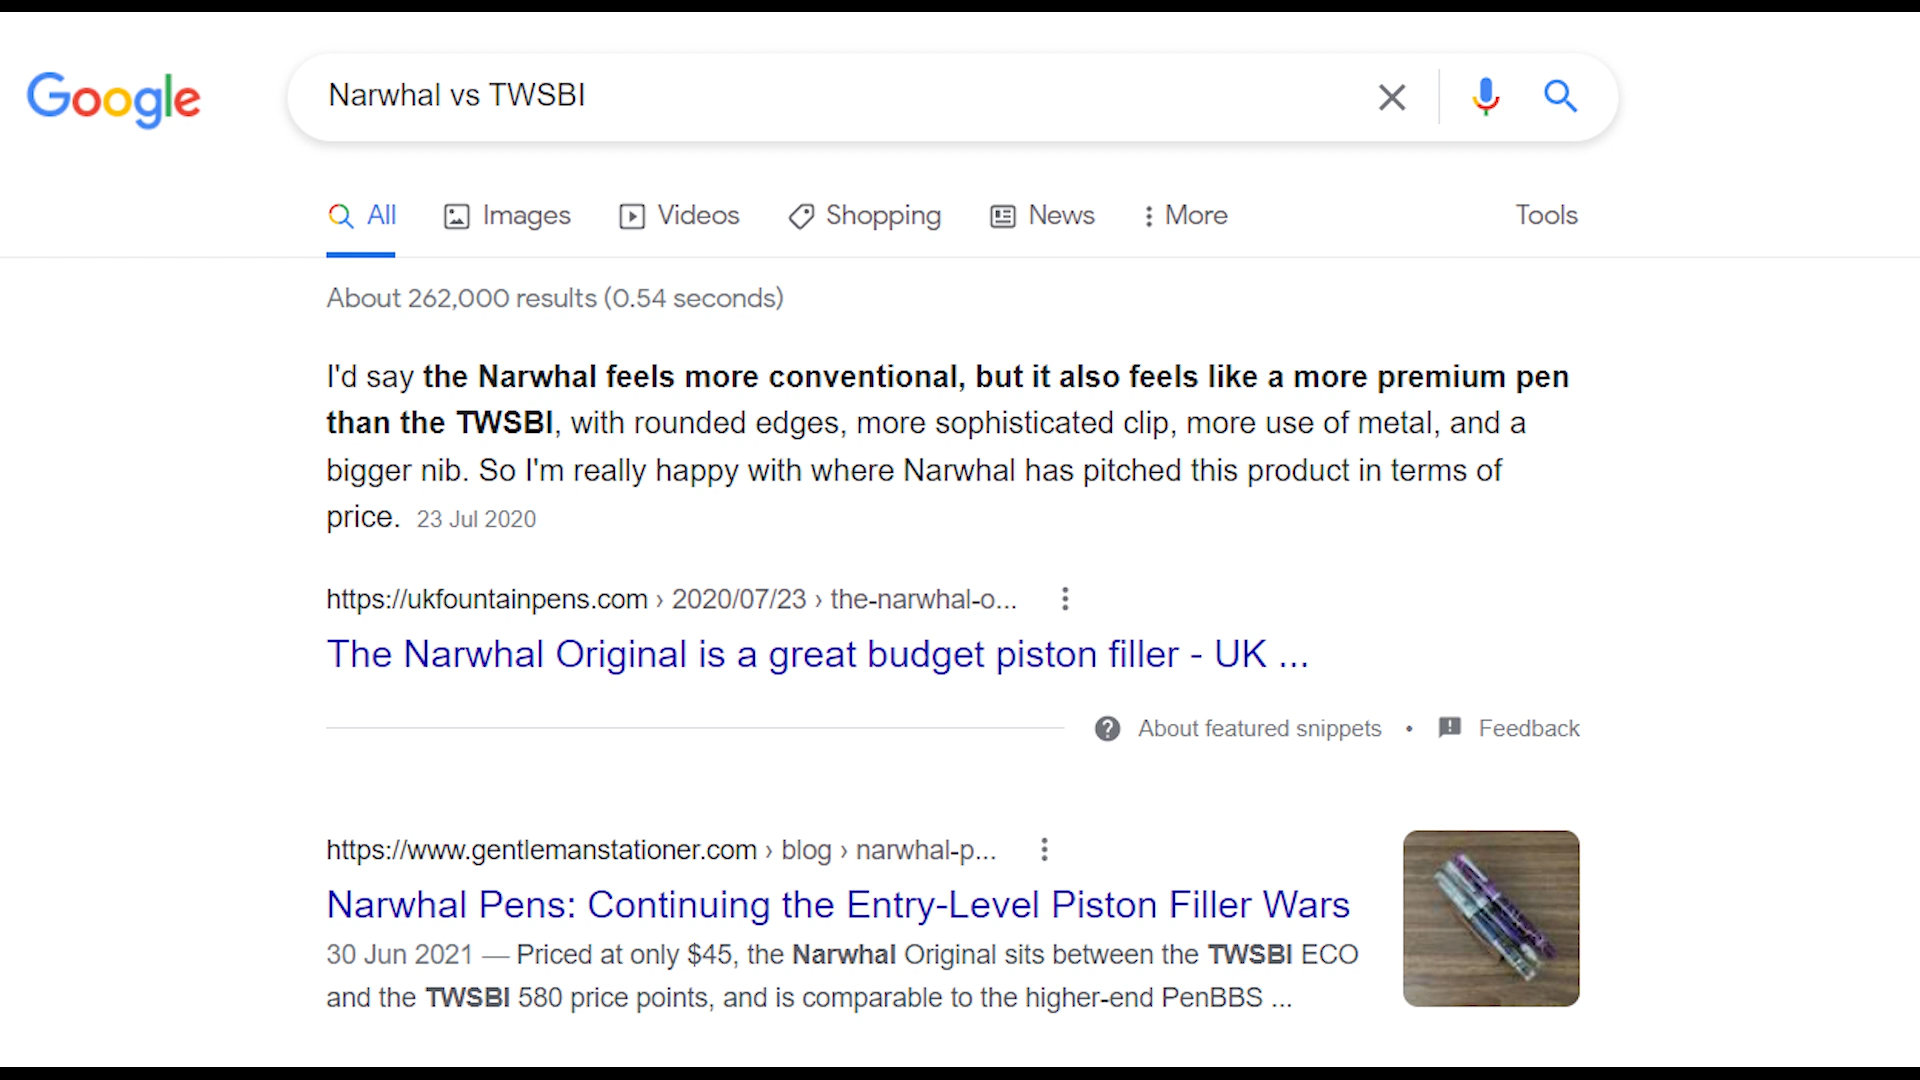 Google
Narwhal vs TWSBI
All Images Videos Shopping News More Tools
About 262,000 results (0.54 seconds)
I'd say the Narwhal feels more conventional, but it also feels like a more premium pen
than the TWSBI, with rounded edges, more sophisticated clip, more use of metal, and a
bigger nib. So I'm really happy with where Narwhal has pitched this product in terms of
price. 23 Jul 2020
https://ukfountainpens.com › 2020/07/23 › the-narwhal-o...
The Narwhal Original is a great budget piston filler - UK ...
About featured snippets • Feedback
https://www.gentlemanstationer.com › blog › narwhal-p...
Narwhal Pens: Continuing the Entry-Level Piston Filler Wars
30 Jun 2021 — Priced at only $45, the Narwhal Original sits between the TWSBI ECO
and the TWSBI 580 price points, and is comparable to the higher-end PenBBS ...